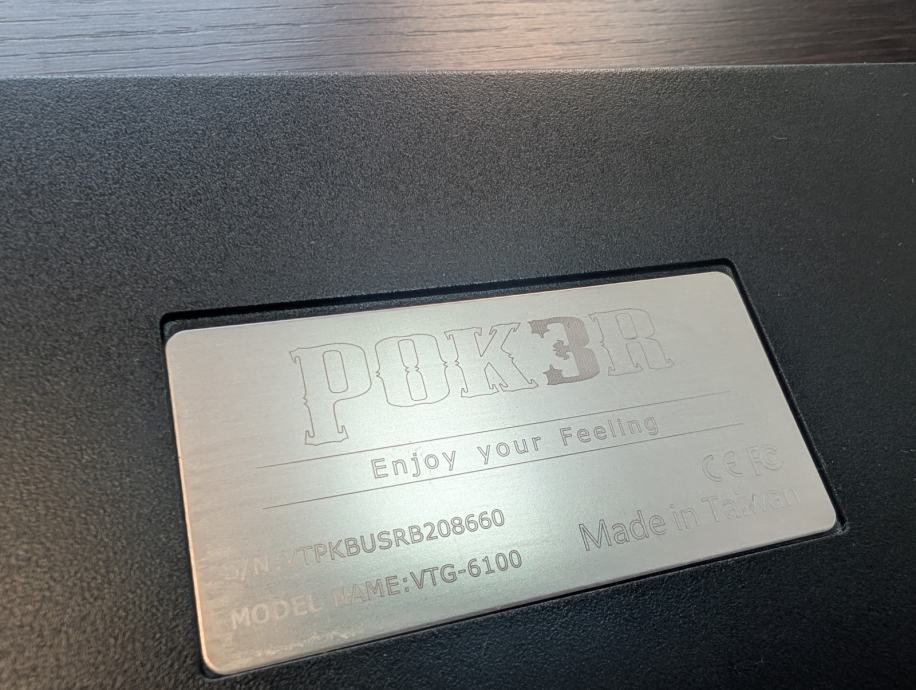 POK3R
Enjoy your Feeling
CE FC
S/N:VTPKBUSRB208660
Made in Taiwan
MODEL NAME:VTG-6100